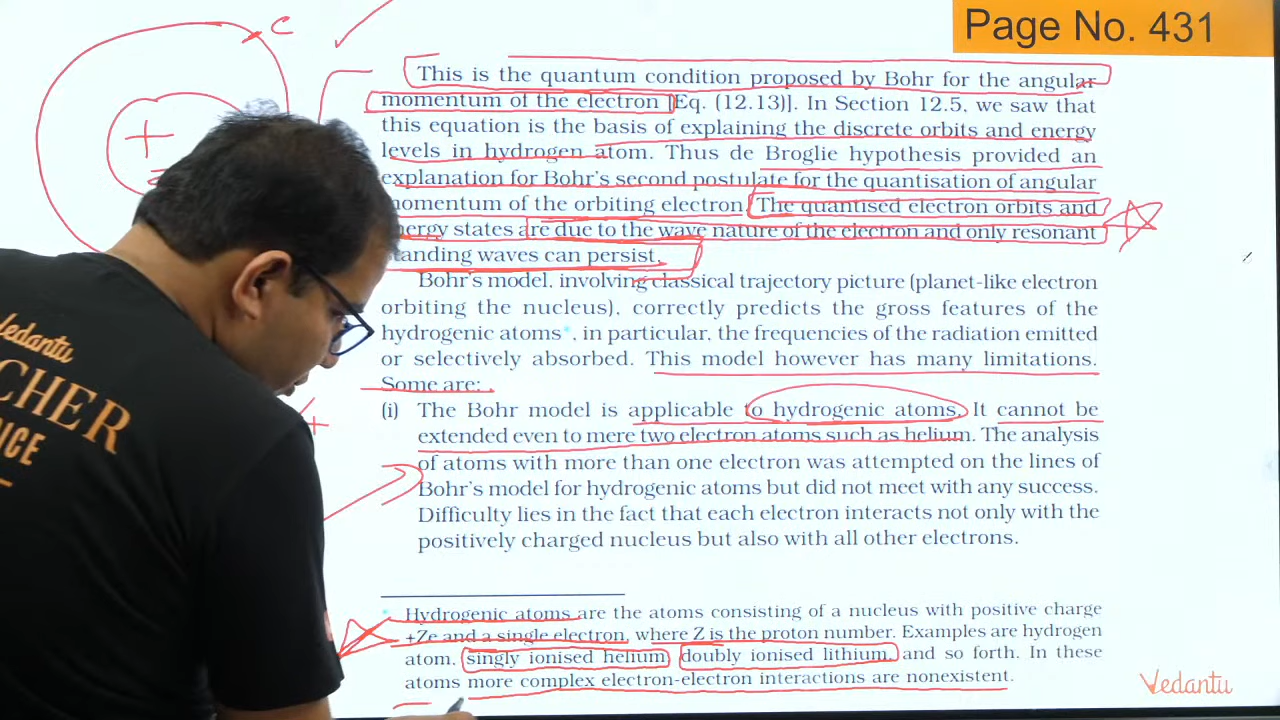 Page No. 431
e
This is the quantum condition proposed by Bohr for the angular
momentum of the electron [Eq. (12.13)]. In Section 12.5, we saw that
this equation is the basis of explaining the discrete orbits and energy
levels in hydrogen atom. Thus de Broglie hypothesis provided an
explanation for Bohr's second postulate for the quantisation of angular
momentum of the orbiting electron. The quantised electron orbits and
energy states are due to the wave nature of the electron and only resonant
standing waves can persist.
Bohr's model, involving classical trajectory picture (planet-like electron
orbiting the nucleus), correctly predicts the gross features of the
hydrogenic atoms*, in particular, the frequencies of the radiation emitted
or selectively absorbed. This model however has many limitations.
Some are:
(i) The Bohr model is applicable to hydrogenic atoms. It cannot be
extended even to mere two electron atoms such as helium. The analysis
of atoms with more than one electron was attempted on the lines of
Bohr's model for hydrogenic atoms but did not meet with any success.
Difficulty lies in the fact that each electron interacts not only with the
positively charged nucleus but also with all other electrons.
* Hydrogenic atoms are the atoms consisting of a nucleus with positive charge
+Ze and a single electron, where Z is the proton number. Examples are hydrogen
atom, singly ionised helium, doubly ionised lithium, and so forth. In these
atoms more complex electron-electron interactions are nonexistent.
Vedantu
Vedantu